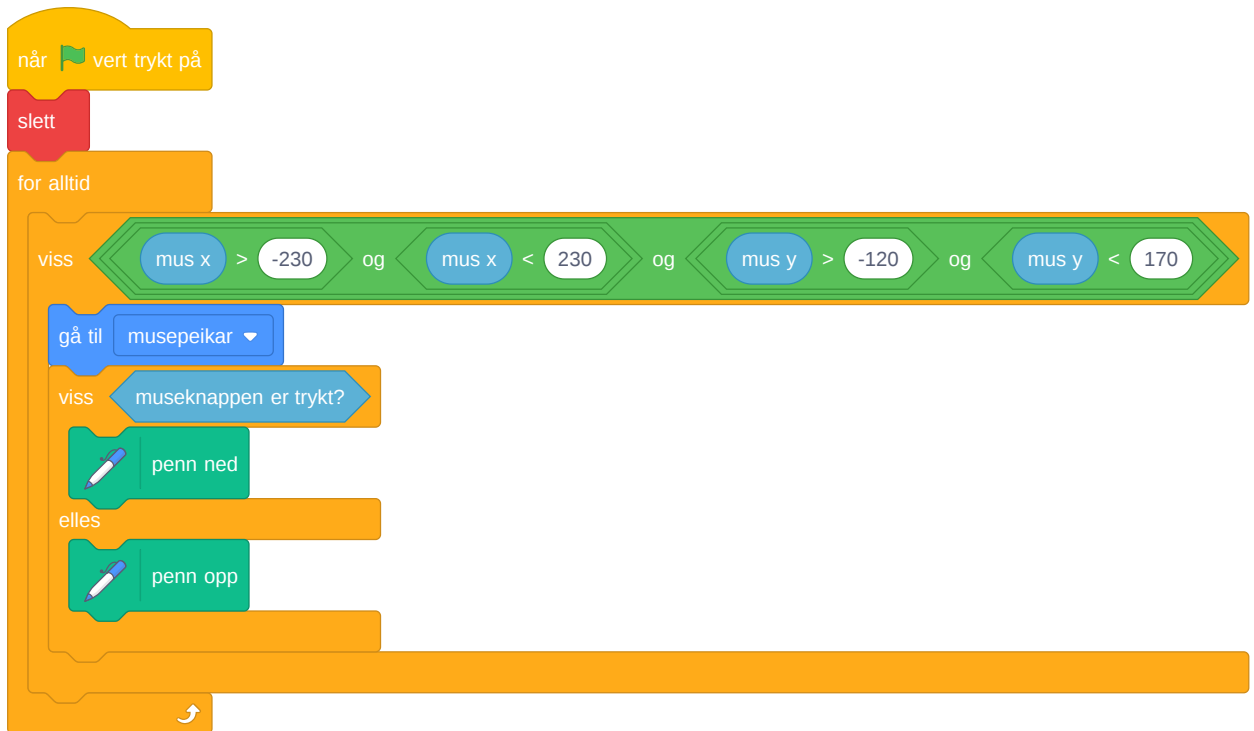 når vert trykt på
slett
for alltid
viss mus x > -230 og mus x < 230 og mus y > -120 og mus y < 170
gå til musepeikar
viss museknappen er trykt?
penn ned
elles
penn opp